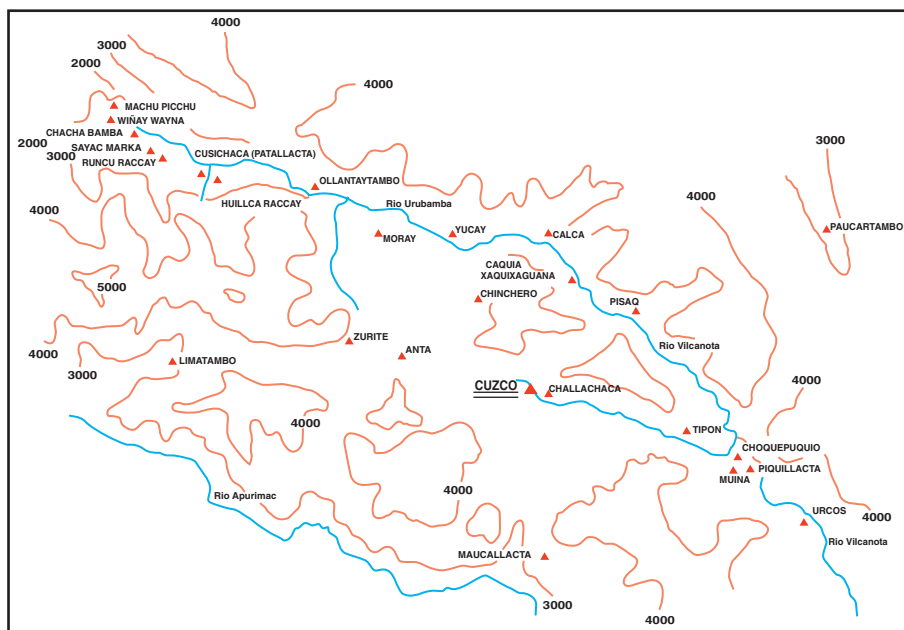 4000
3000
2000
4000
MACHU PICCHU
WIÑAY WAYNA
CHACHA BAMBA
2000
SAYAC MARKA
3000
RUNCU RACCAY
CUSICHACA (PATALLACTA)
3000
OLLANTAYTAMBO
4000
HUILLCA RACCAY
Rio Urubamba
4000
PAUCARTAMBO
MORAY
YUCAY
CALCA
CAQUIA
XAQUIXAGUANA
5000
CHINCHERO
PISAQ
ZURITE
Rio Vilcanota
4000
LIMATAMBO
ANTA
3000
CUZCO
CHALLACHACA
4000
4000
TIPON
CHOQUEPUQUIO
4000
PIQUILLACTA
MUINA
Rio Apurimac
URCOS
4000
Rio Vilcanota
MAUCALLACTA
3000
4000